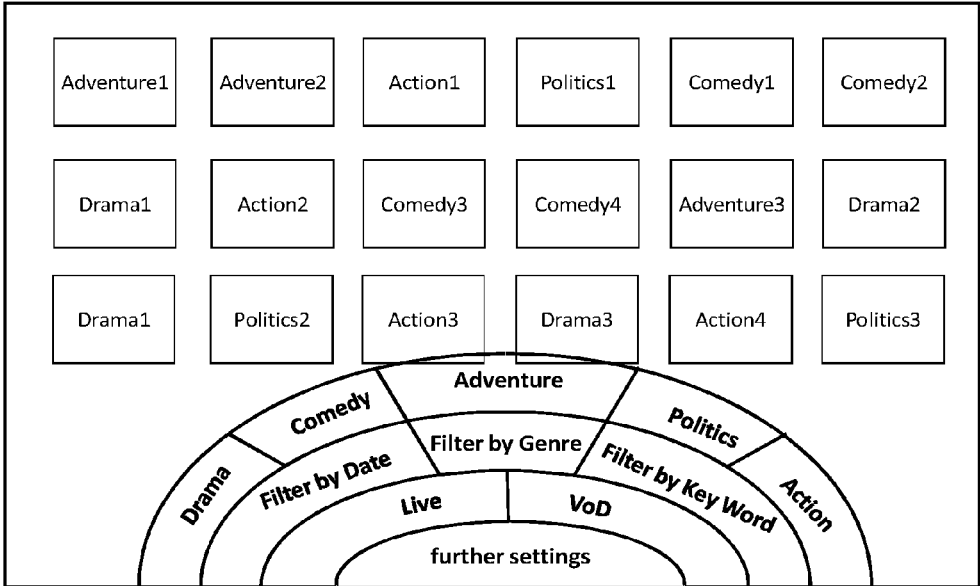 Adventure1
Adventure2
Action1
Politics1
Comedy1
Comedy2
Drama1
Action2
Comedy3
Comedy4
Adventure3
Drama2
Drama1
Politics2
Action3
Drama3
Action4
Politics3
Drama
Comedy
Adventure
Politics
Action
Filter by Date
Filter by Genre
Filter by Key Word
Live
VoD
further settings